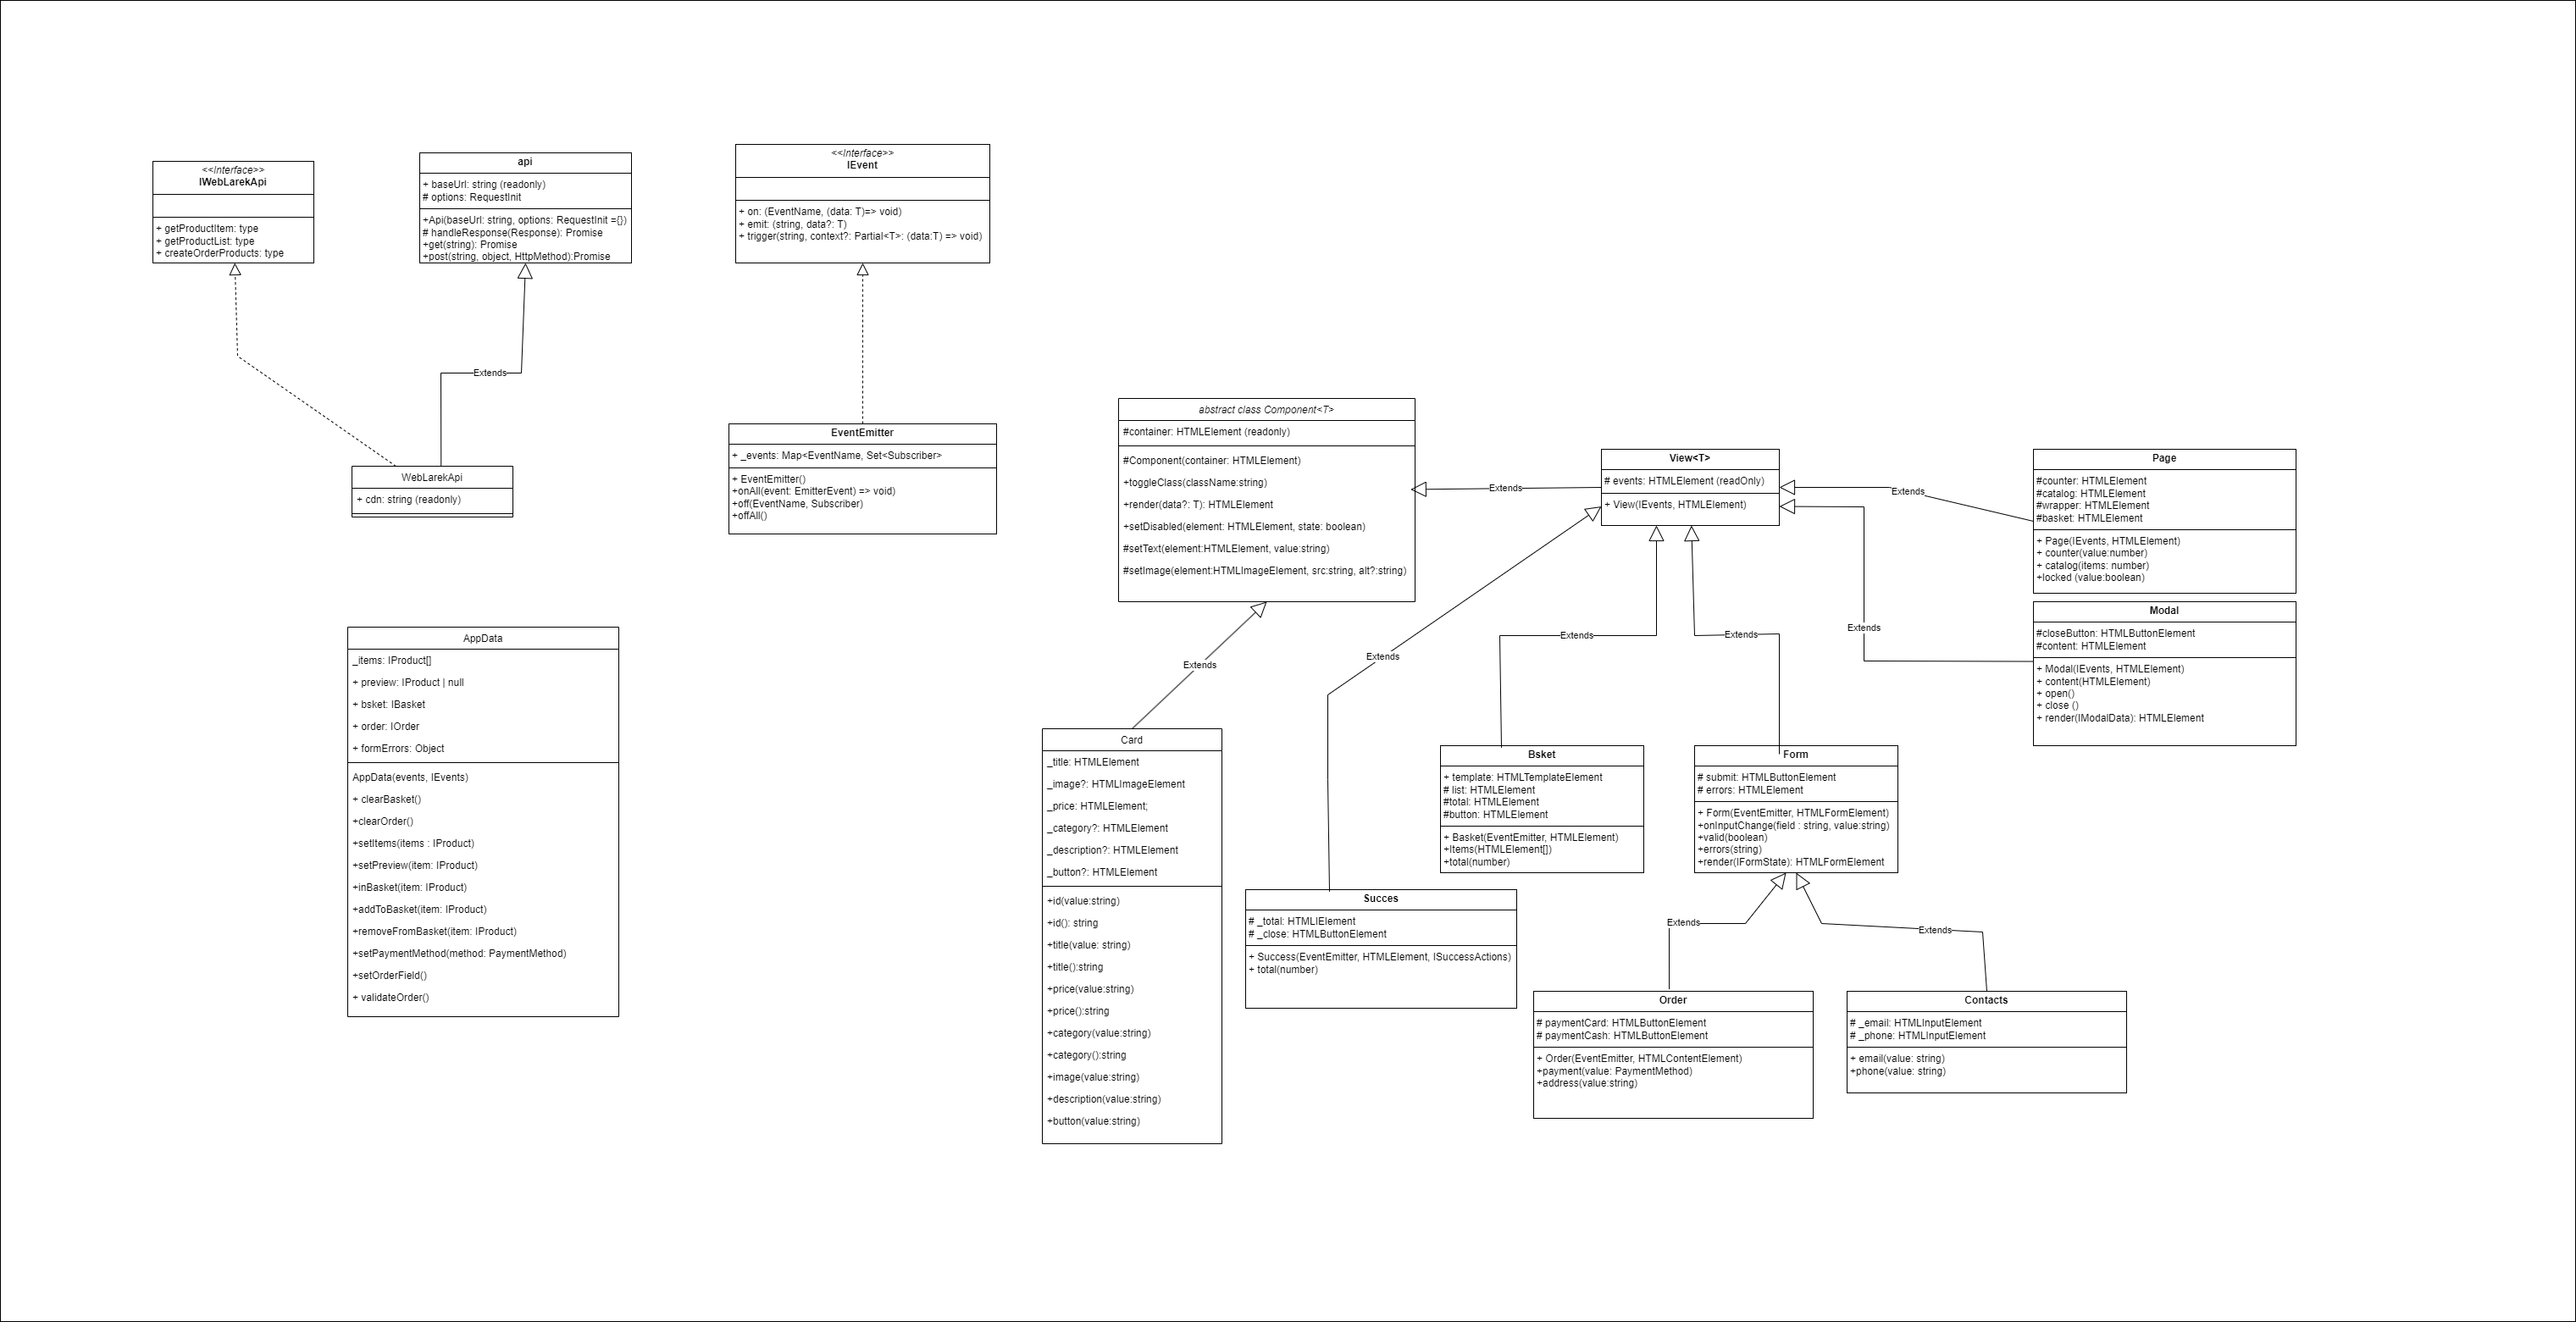 <<Interface>>
IWebLarekApi
+ getProductItem: type
+ getProductList: type
+ createOrderProducts: type
api
+ baseUrl: string (readonly)
# options: RequestInit
+Api(baseUrl: string, options: RequestInit ={})
# handleResponse(Response): Promise
+get(string): Promise
+post(string, object, HttpMethod):Promise
<<Interface>>
IEvent
+ on: (EventName, (data: T)=> void)
+ emit: (string, data?: T)
+ trigger(string, context?: Partial<T>: (data:T) => void)
Extends
WebLarekApi
+ cdn: string (readonly)
EventEmitter
+ _events: Map<EventName, Set<Subscriber>
+ EventEmitter()
+onAll(event: EmitterEvent) => void)
+off(EventName, Subscriber)
+offAll()
AppData
_items: IProduct[]
+ preview: IProduct | null
+ bsket: IBasket
+ order: IOrder
+ formErrors: Object
AppData(events, IEvents)
+ clearBasket()
+clearOrder()
+setItems(items : IProduct)
+setPreview(item: IProduct)
+inBasket(item: IProduct)
+addToBasket(item: IProduct)
+removeFromBasket(item: IProduct)
+setPaymentMethod(method: PaymentMethod)
+setOrderField()
+ validateOrder()
abstract class Component<T>
#container: HTMLElement (readonly)
#Component(container: HTMLElement)
+toggleClass(className:string)
+render(data?: T): HTMLElement
+setDisabled(element: HTMLElement, state: boolean)
#setText(element:HTMLElement, value:string)
#setImage(element:HTMLImageElement, src:string, alt?:string)
Extends
View<T>
# events: HTMLElement (readOnly)
+ View(IEvents, HTMLElement)
Extends
Page
#counter: HTMLElement
#catalog: HTMLElement
#wrapper: HTMLElement
#basket: HTMLElement
+ Page(IEvents, HTMLElement)
+ counter(value:number)
+ catalog(items: number)
+locked (value:boolean)
Modal
#closeButton: HTMLButtonElement
#content: HTMLElement
+ Modal(IEvents, HTMLElement)
+ content(HTMLElement)
+ open()
+ close ()
+ render(IModalData): HTMLElement
Extends
Extends
Extends
Extends
Extends
Card
_title: HTMLElement
_image?: HTMLImageElement
_price: HTMLElement;
_category?: HTMLElement
_description?: HTMLElement
_button?: HTMLElement
+id(value:string)
+id(): string
+title(value: string)
+title():string
+price(value:string)
+price():string
+category(value:string)
+category():string
+image(value:string)
+description(value:string)
+button(value:string)
Bsket
+ template: HTMLTemplateElement
# list: HTMLElement
#total: HTMLElement
#button: HTMLElement
+ Basket(EventEmitter, HTMLElement)
+Items(HTMLElement[])
+total(number)
Form
# submit: HTMLButtonElement
# errors: HTMLElement
+ Form(EventEmitter, HTMLFormElement)
+onInputChange(field : string, value:string)
+valid(boolean)
+errors(string)
+render(IFormState): HTMLFormElement
Succes
# _total: HTMLIElement
# _close: HTMLButtonElement
+ Success(EventEmitter, HTMLElement, ISuccessActions)
+ total(number)
Extends
Extends
Order
# paymentCard: HTMLButtonElement
# paymentCash: HTMLButtonElement
+ Order(EventEmitter, HTMLContentElement)
+payment(value: PaymentMethod)
+address(value:string)
Contacts
# _email: HTMLInputElement
# _phone: HTMLInputElement
+ email(value: string)
+phone(value: string)